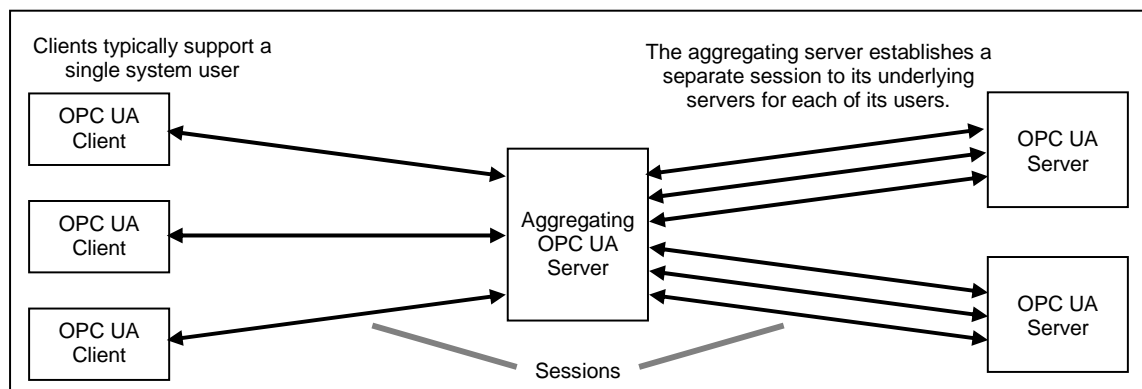 Clients typically support a
single system user
The aggregating server establishes a
separate session to its underlying
servers for each of its users.
OPC UA
Client
OPC UA
Client
OPC UA
Client
Aggregating
OPC UA
Server
OPC UA
Server
OPC UA
Server
Sessions